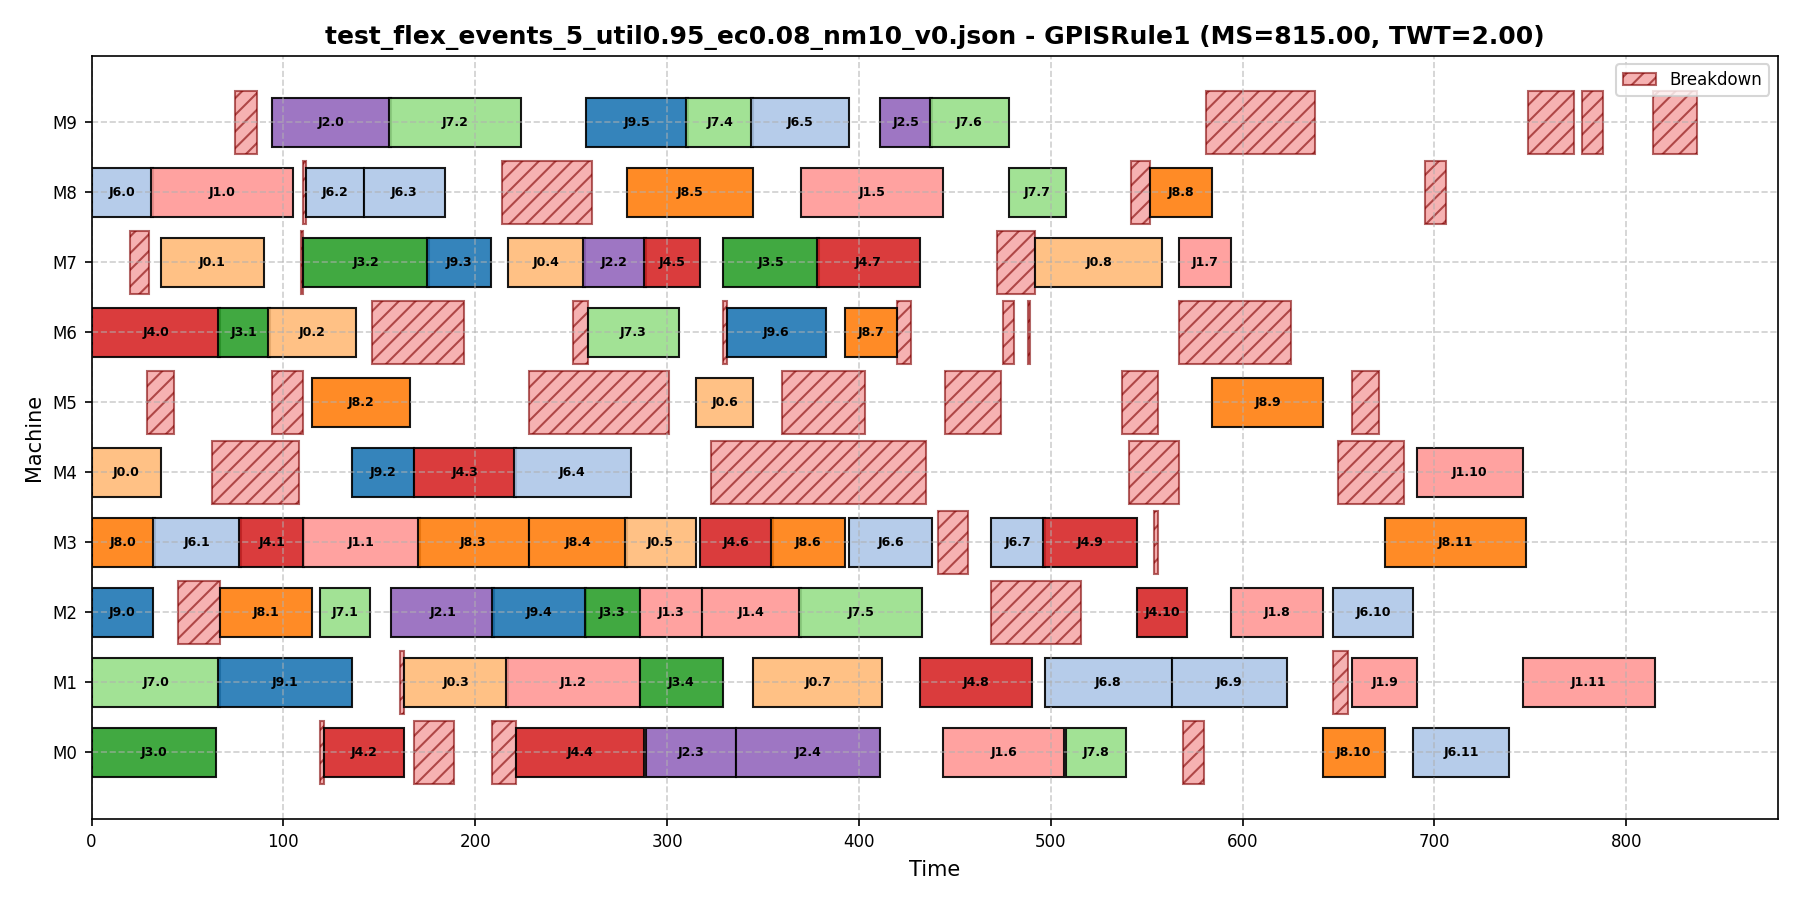 test_flex_events_5_util0.95_ec0.08_nm10_v0.json - GPISRule1 (MS=815.00, TWT=2.00)
Breakdown
M9 J2.0 J7.2 J9.5 J7.4 J6.5 J2.5 J7.6
M8 J6.0 J1.0 J6.2 J6.3 J8.5 J1.5 J7.7 J8.8
M7 J0.1 J3.2 J9.3 J0.4 J2.2 J4.5 J3.5 J4.7 J0.8 J1.7
M6 J4.0 J3.1 J0.2 J7.3 J9.6 J8.7
M5 J8.2 J0.6 J8.9
M4 J0.0 J9.2 J4.3 J6.4 J1.10
M3 J8.0 J6.1 J4.1 J1.1 J8.3 J8.4 J0.5 J4.6 J8.6 J6.6 J6.7 J4.9 J8.11
M2 J9.0 J8.1 J7.1 J2.1 J9.4 J3.3 J1.3 J1.4 J7.5 J4.10 J1.8 J6.10
M1 J7.0 J9.1 J0.3 J1.2 J3.4 J0.7 J4.8 J6.8 J6.9 J1.9 J1.11
M0 J3.0 J4.2 J4.4 J2.3 J2.4 J1.6 J7.8 J8.10 J6.11
Machine
0 100 200 300 400 500 600 700 800
Time